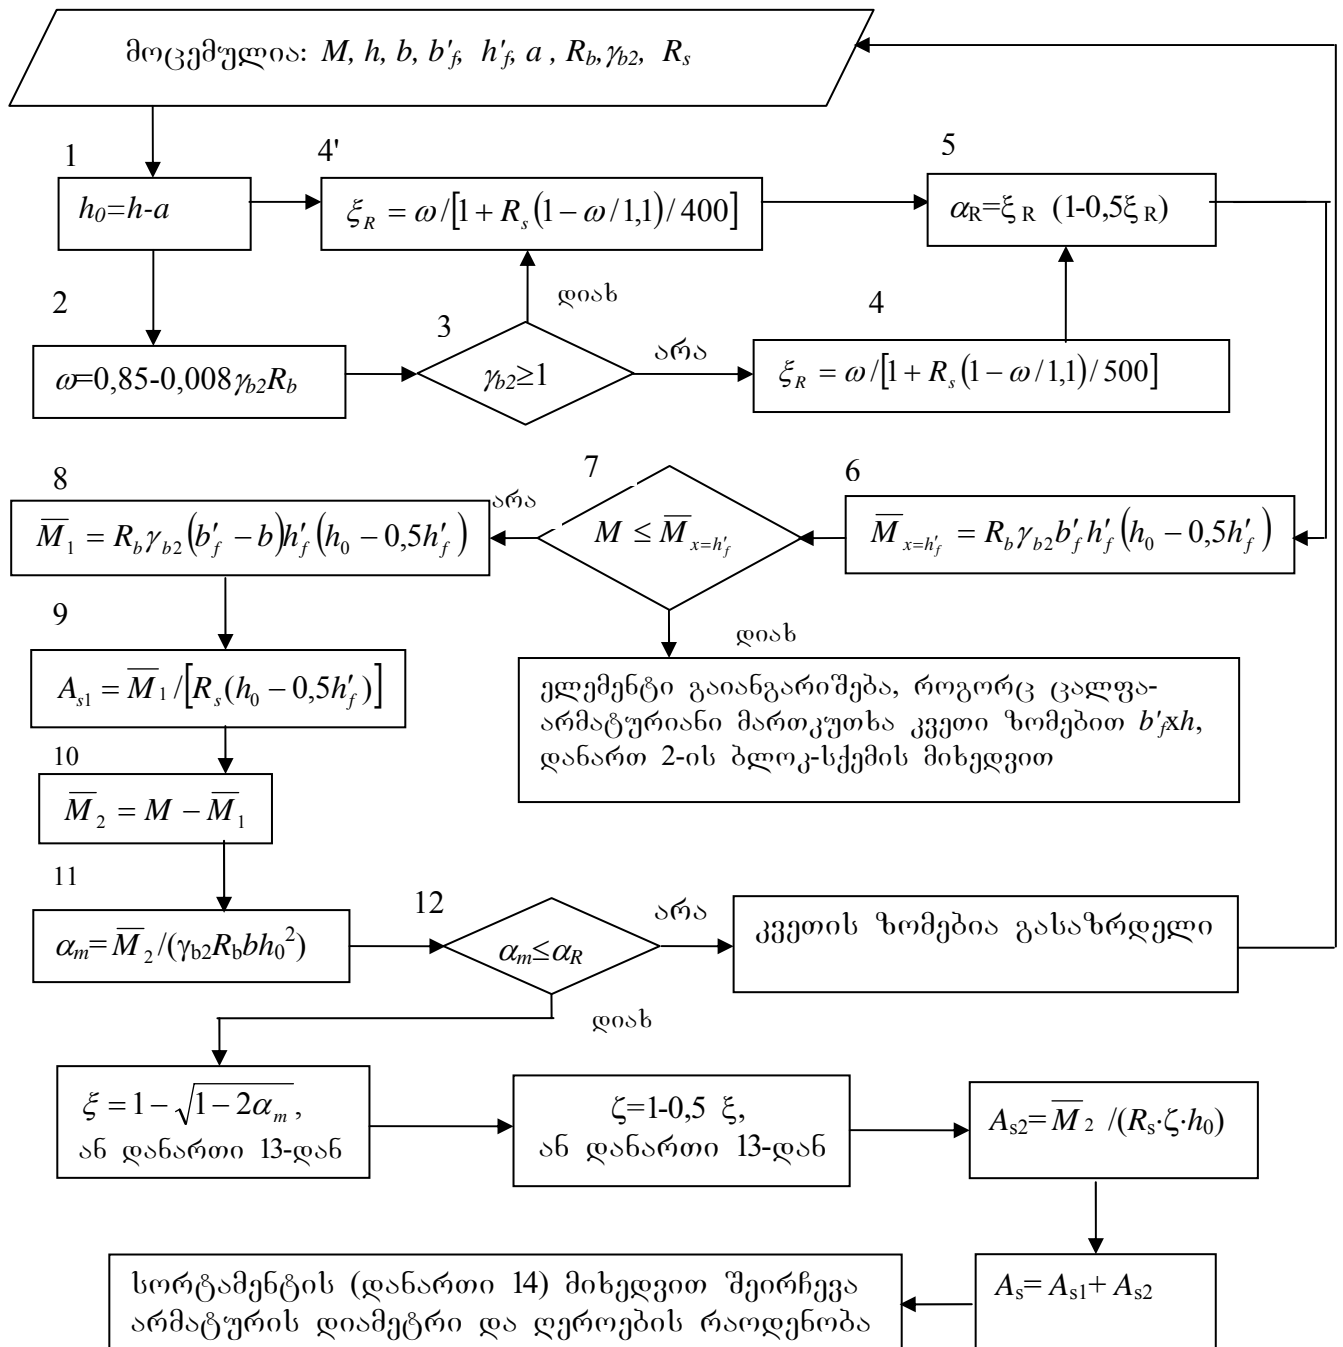 მოცემულია: M, h, b, b'f, h'f, a , Rb,γb2, Rs
1
h0=h-a
4'
ξR = ω/[1 + Rs(1 − ω/1,1)/400]
5
αR=ξR (1-0,5ξR)
დიახ
2
ω=0,85-0,008γb2Rb
3
γb2≥1
არა
4
ξR = ω/[1 + Rs(1 − ω/1,1)/500]
8
M̅1 = Rbγb2(b′f − b)h′f(h0 − 0,5h′f)
არა
7
M ≤ M̅x=h′f
6
M̅x=h′f = Rbγb2b′f h′f(h0 − 0,5h′f)
დიახ
9
As1 = M̅1/[Rs(h0 − 0,5h′f)]
ელემენტი გაიანგარიშება, როგორც ცალფა-
არმატურიანი მართკუთხა კვეთი ზომებით b'fxh,
დანართ 2-ის ბლოკ-სქემის მიხედვით
10
M̅2 = M − M̅1
11
αm= M̅2/(γb2Rbbh0²)
12
αm≤αR
არა
კვეთის ზომებია გასაზრდელი
დიახ
ξ = 1 − √1 − 2αm ,
ან დანართი 13-დან
ζ=1-0,5 ξ,
ან დანართი 13-დან
As2= M̅2 /(Rs·ζ·h0)
As= As1+ As2
სორტამენტის (დანართი 14) მიხედვით შეირჩევა
არმატურის დიამეტრი და ღეროების რაოდენობა